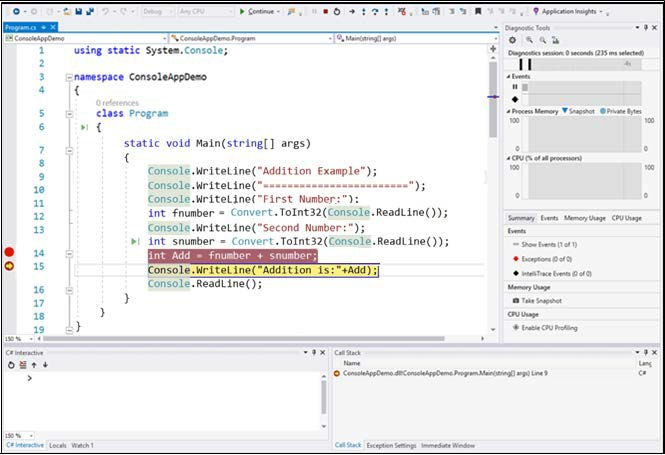 Debug
Any CPU
Continue
Application Insights
Program.cs
ConsoleAppDemo
ConsoleAppDemo.Program
Main(string[] args)
1 using static System.Console;
2
3 namespace ConsoleAppDemo
4 {
0 references
5 class Program
6 {
7 static void Main(string[] args)
8 {
9 Console.WriteLine("Addition Example");
10 Console.WriteLine("========================");
11 Console.WriteLine("First Number:"):
12 int fnumber = Convert.ToInt32(Console.ReadLine());
12 Console.WriteLine("Second Number:");
13 int snumber = Convert.ToInt32(Console.ReadLine());
14 int Add = fnumber + snumber;
15 Console.WriteLine("Addition is:"+Add);
16 Console.ReadLine();
17 }
18 }
19 }
150 %
Diagnostic Tools
Diagnostics session: 0 seconds (235 ms selected)
4s
Events
Process Memory Snapshot Private Bytes
100 100
0 0
CPU (% of all processors)
100 100
0 0
Summary Events Memory Usage CPU Usage
Events
Show Events (1 of 1)
Exceptions (0 of 0)
IntelliTrace Events (0 of 0)
Memory Usage
Take Snapshot
CPU Usage
Enable CPU Profiling
C# Interactive
>
150 %
C# Interactive Locals Watch 1
Call Stack
Name Lang
ConsoleAppDemo.dll!ConsoleAppDemo.Program.Main(string[] args) Line 9 C#
Call Stack Exception Settings Immediate Window